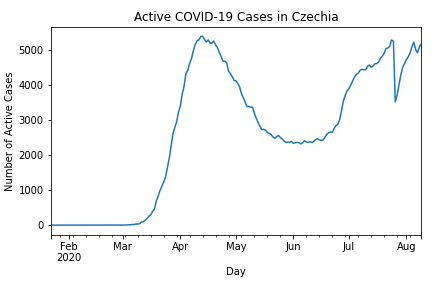 Active COVID-19 Cases in Czechia
Number of Active Cases
5000
4000
3000
2000
1000
0
Feb
2020
Mar
Apr
May
Jun
Jul
Aug
Day